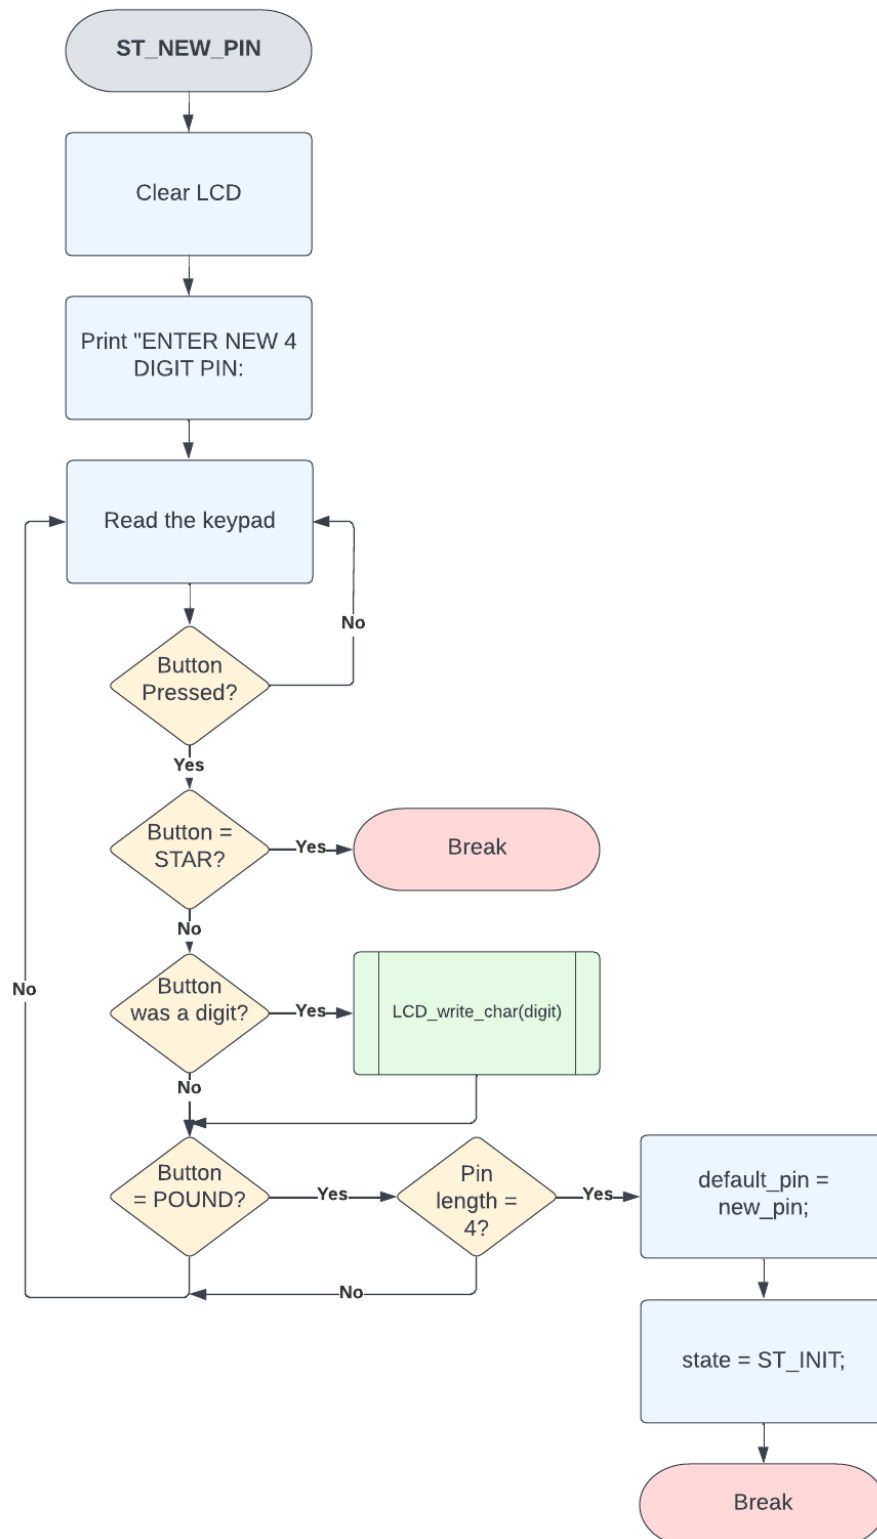 ST_NEW_PIN
Clear LCD
Print "ENTER NEW 4
DIGIT PIN:
Read the keypad
No
Button
Pressed?
Yes
Button =
STAR?
Yes
Break
No
Button
was a digit?
Yes
LCD_write_char(digit)
No
No
Button
= POUND?
Yes
Pin
length =
4?
Yes
default_pin =
new_pin;
No
state = ST_INIT;
Break